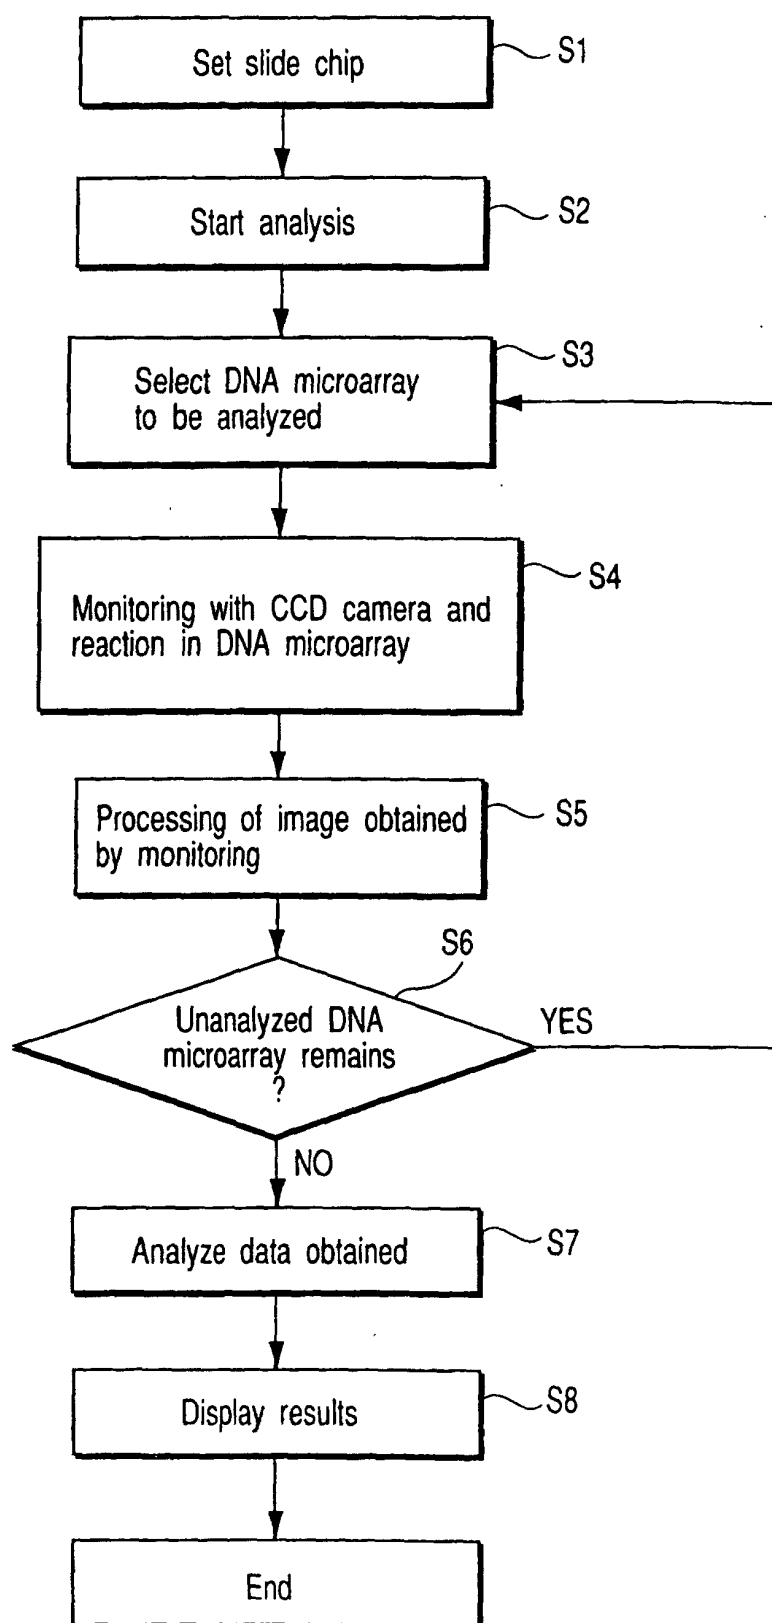 Set slide chip
S1
Start analysis
S2
Select DNA microarray
to be analyzed
S3
Monitoring with CCD camera and
reaction in DNA microarray
S4
Processing of image obtained
by monitoring
S5
S6
Unanalyzed DNA
microarray remains
?
YES
NO
Analyze data obtained
S7
Display results
S8
End